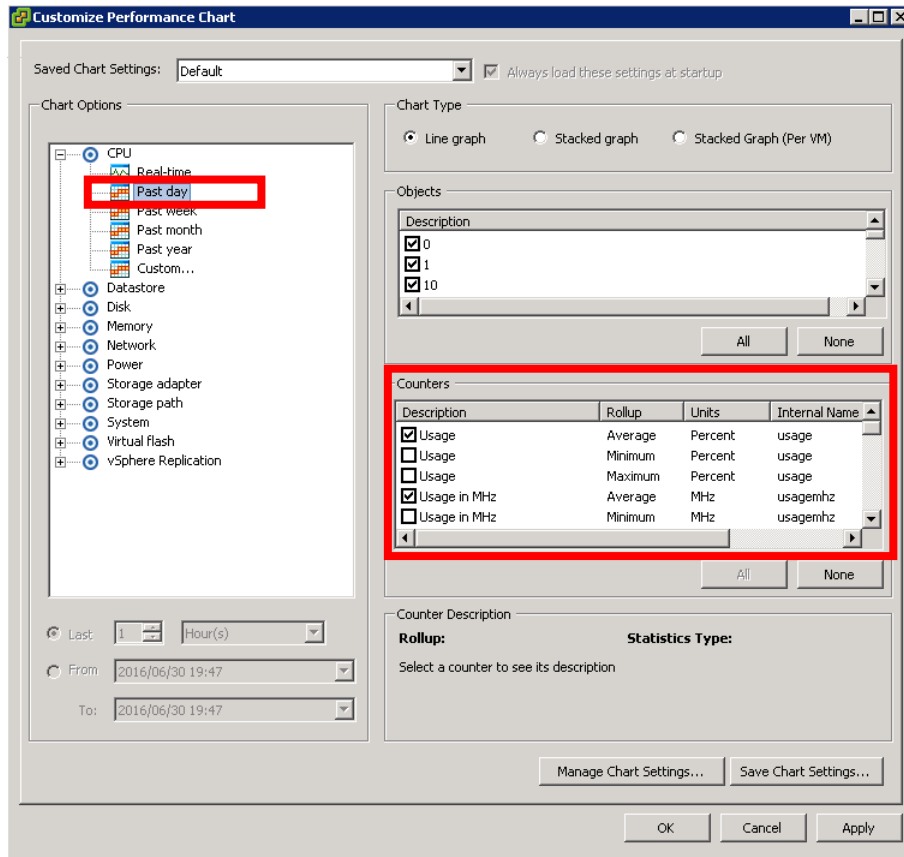 Customize Performance Chart
Saved Chart Settings: Default Always load these settings at startup
Chart Options
CPU
Real-time
Past day
Past week
Past month
Past year
Custom...
Datastore
Disk
Memory
Network
Power
Storage adapter
Storage path
System
Virtual flash
vSphere Replication
Last 1 Hour(s)
From 2016/06/30 19:47
To: 2016/06/30 19:47
Chart Type
Line graph Stacked graph Stacked Graph (Per VM)
Objects
Description
0
1
10
All None
Counters
Description Rollup Units Internal Name
Usage Average Percent usage
Usage Minimum Percent usage
Usage Maximum Percent usage
Usage in MHz Average MHz usagemhz
Usage in MHz Minimum MHz usagemhz
All None
Counter Description
Rollup: Statistics Type:
Select a counter to see its description
Manage Chart Settings... Save Chart Settings...
OK Cancel Apply